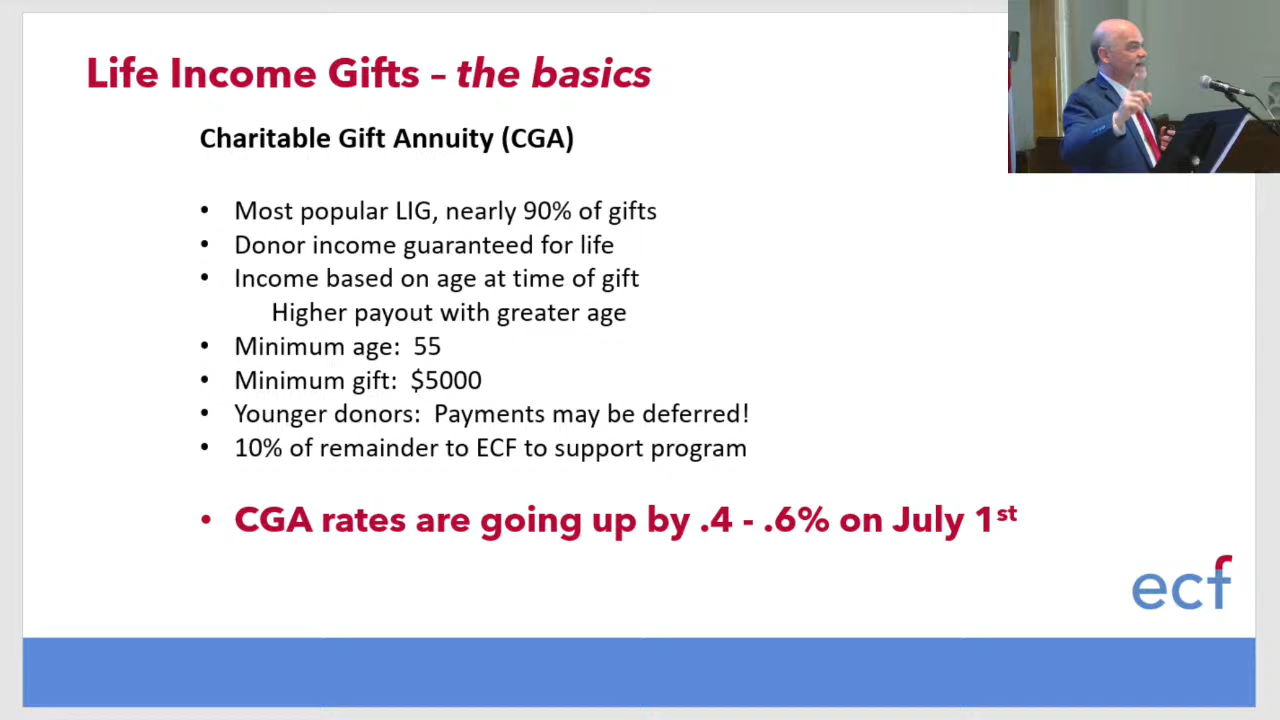 Life Income Gifts – the basics
Charitable Gift Annuity (CGA)
• Most popular LIG, nearly 90% of gifts
• Donor income guaranteed for life
• Income based on age at time of gift
Higher payout with greater age
• Minimum age:  55
• Minimum gift:  $5000
• Younger donors:  Payments may be deferred!
• 10% of remainder to ECF to support program
• CGA rates are going up by .4 - .6% on July 1st
ecf